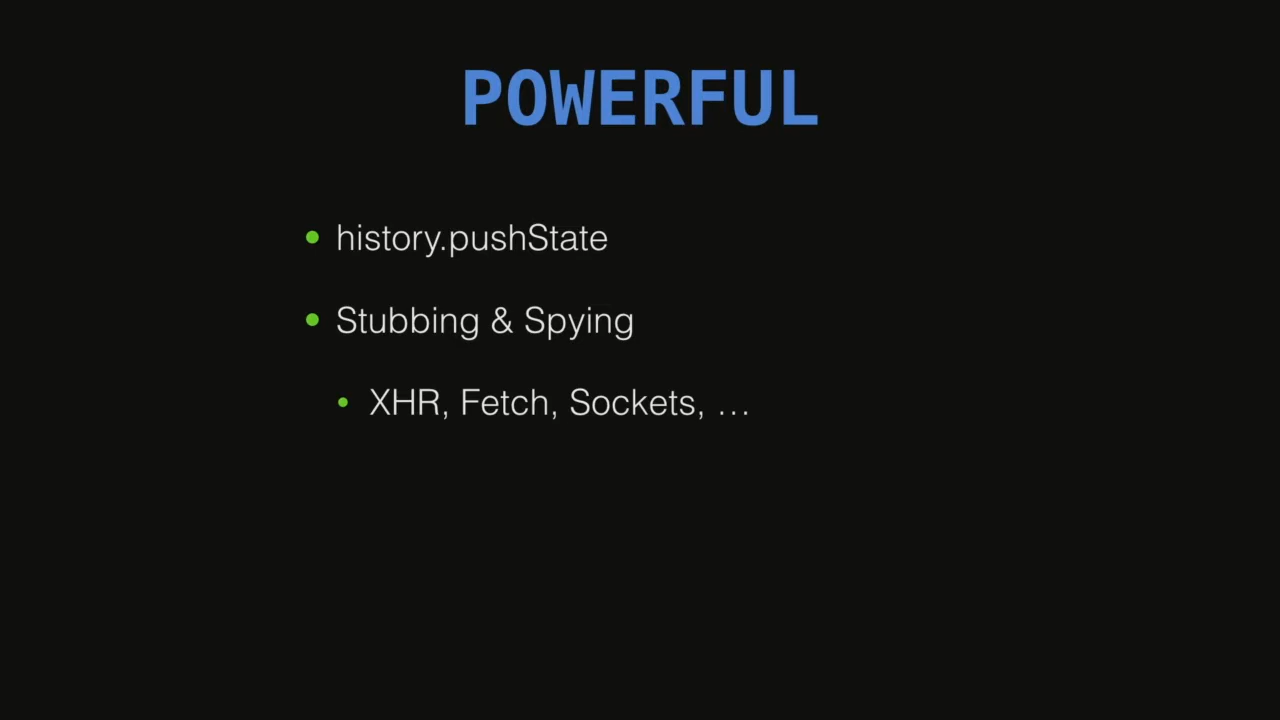 POWERFUL
• history.pushState
• Stubbing & Spying
• XHR, Fetch, Sockets, …